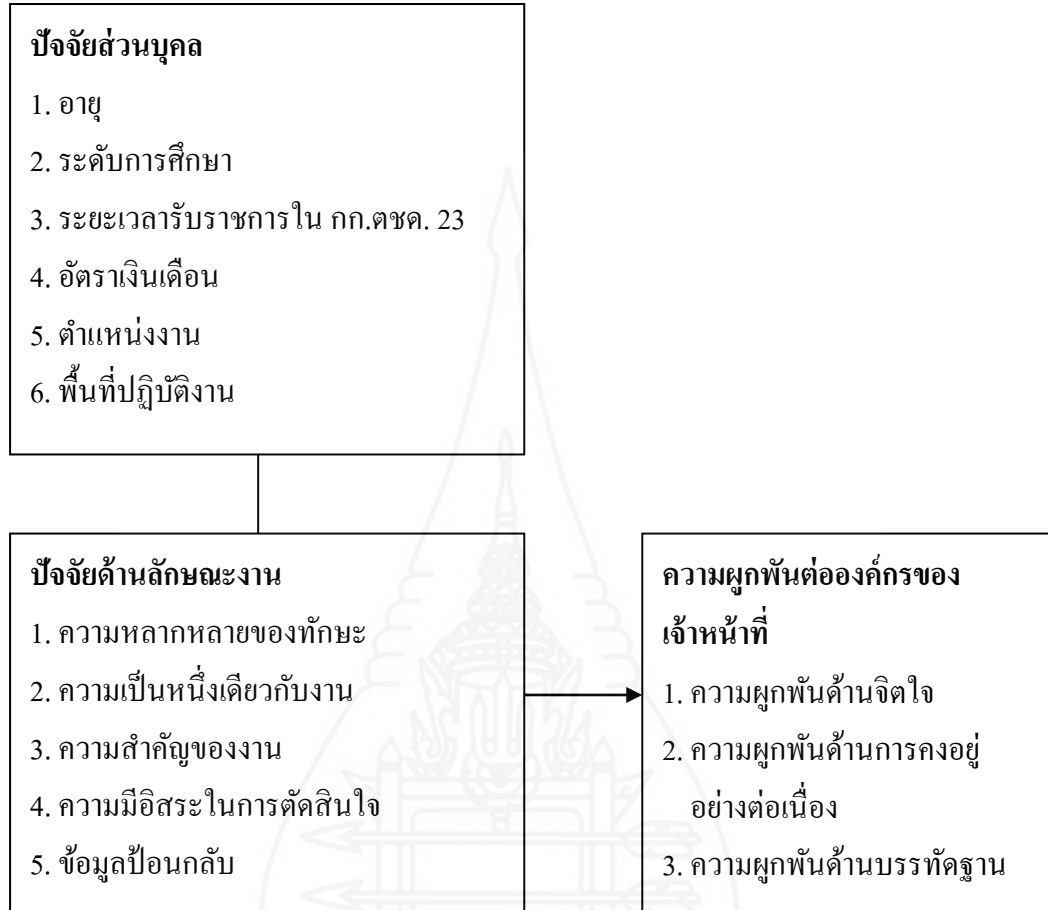 ปัจจัยส่วนบุคล
1. อายุ
2. ระดับการศึกษา
3. ระยะเวลารับราชการใน กก.ตชด. 23
4. อัตราเงินเดือน
5. ตำแหน่งงาน
6. พื้นที่ปฏิบัติงาน
ปัจจัยด้านลักษณะงาน
1. ความหลากหลายของทักษะ
2. ความเป็นหนึ่งเดียวกับงาน
3. ความสำคัญของงาน
4. ความมีอิสระในการตัดสินใจ
5. ข้อมูลป้อนกลับ
ความผูกพันต่อองค์กรของ
เจ้าหน้าที่
1. ความผูกพันด้านจิตใจ
2. ความผูกพันด้านการคงอยู่
อย่างต่อเนื่อง
3. ความผูกพันด้านบรรทัดฐาน